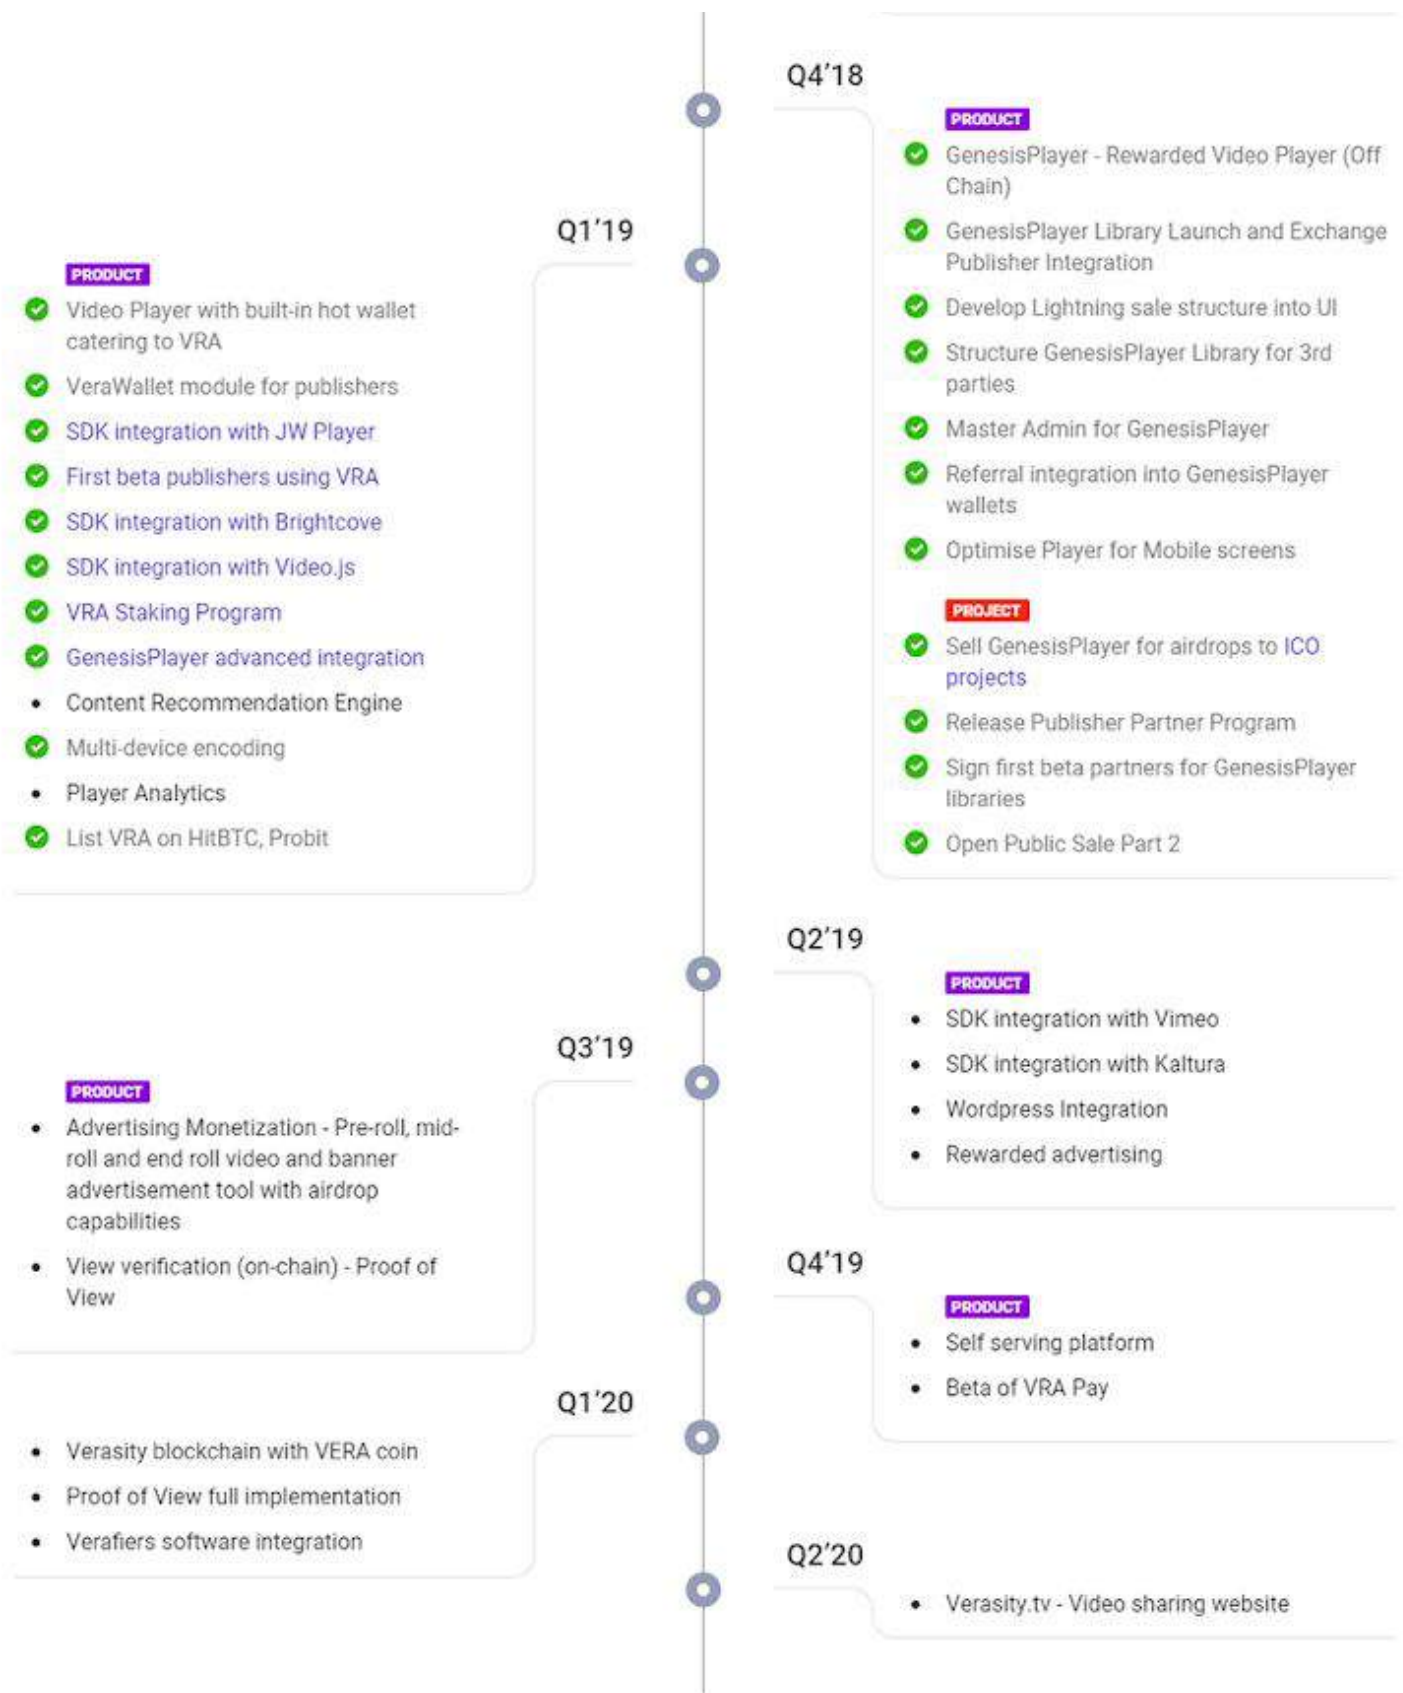 Q4'18
PRODUCT
GenesisPlayer - Rewarded Video Player (Off
Chain)
GenesisPlayer Library Launch and Exchange
Publisher Integration
Develop Lightning sale structure into UI
Structure GenesisPlayer Library for 3rd
parties
Master Admin for GenesisPlayer
Referral integration into GenesisPlayer
wallets
Optimise Player for Mobile screens
PROJECT
Sell GenesisPlayer for airdrops to ICO
projects
Release Publisher Partner Program
Sign first beta partners for GenesisPlayer
libraries
Open Public Sale Part 2
Q1'19
PRODUCT
Video Player with built-in hot wallet
catering to VRA
VeraWallet module for publishers
SDK integration with JW Player
First beta publishers using VRA
SDK integration with Brightcove
SDK integration with Video.js
VRA Staking Program
GenesisPlayer advanced integration
Content Recommendation Engine
Multi-device encoding
Player Analytics
List VRA on HitBTC, Probit
Q2'19
PRODUCT
SDK integration with Vimeo
SDK integration with Kaltura
Wordpress Integration
Rewarded advertising
Q3'19
PRODUCT
Advertising Monetization - Pre-roll, mid-
roll and end roll video and banner
advertisement tool with airdrop
capabilities
View verification (on-chain) - Proof of
View
Q4'19
PRODUCT
Self serving platform
Beta of VRA Pay
Q1'20
Verasity blockchain with VERA coin
Proof of View full implementation
Verafiers software integration
Q2'20
Verasity.tv - Video sharing website